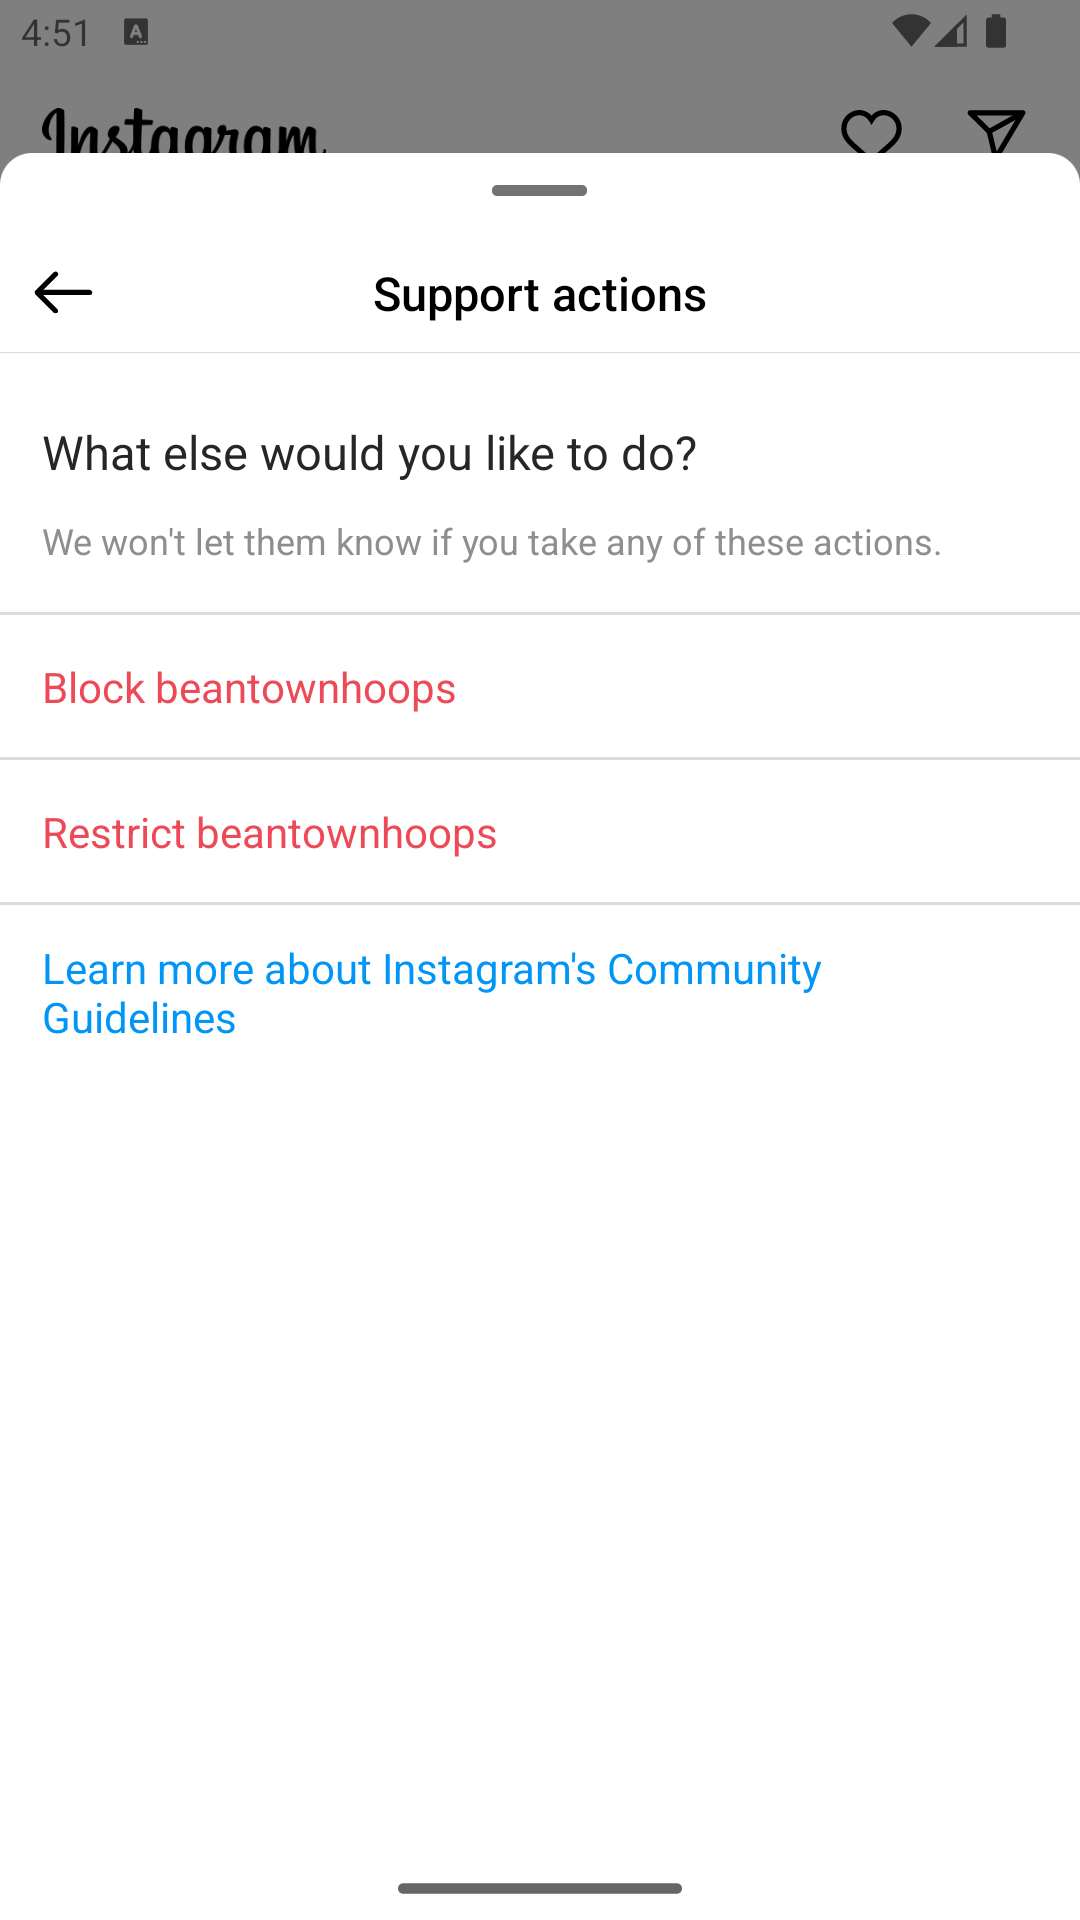 4:51
Instagram
Support actions
What else would you like to do?
We won't let them know if you take any of these actions.
Block beantownhoops
Restrict beantownhoops
Learn more about Instagram's Community
Guidelines